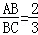 AB/BC = 2/3